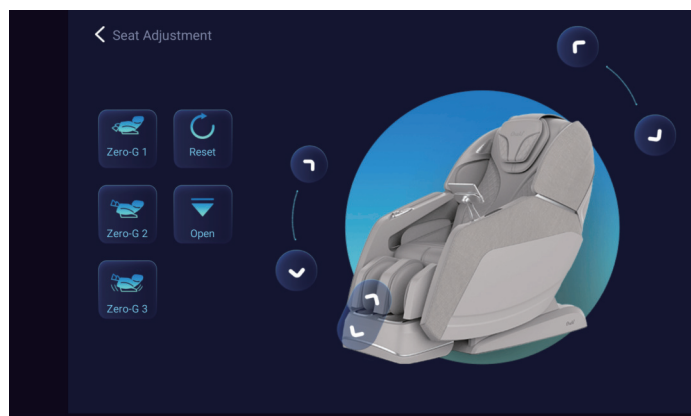 Seat Adjustment
Zero-G 1
Reset
Zero-G 2
Open
Zero-G 3